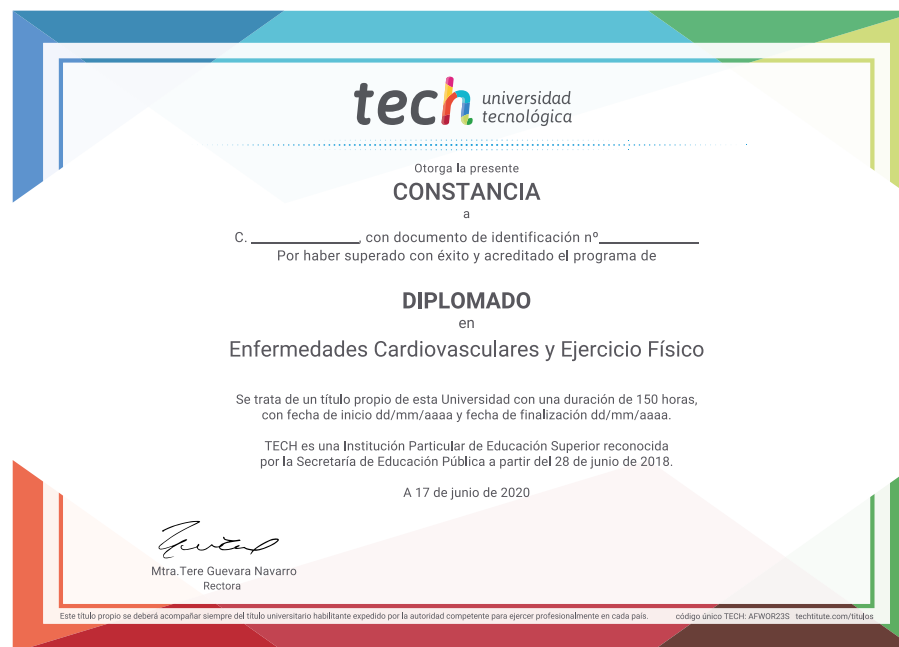 tech universidad
tecnológica
Otorga la presente
CONSTANCIA
a
C. ______________, con documento de identificación nº_____________
Por haber superado con éxito y acreditado el programa de
DIPLOMADO
en
Enfermedades Cardiovasculares y Ejercicio Físico
Se trata de un título propio de esta Universidad con una duración de 150 horas,
con fecha de inicio dd/mm/aaaa y fecha de finalización dd/mm/aaaa.
TECH es una Institución Particular de Educación Superior reconocida
por la Secretaría de Educación Pública a partir del 28 de junio de 2018.
A 17 de junio de 2020
Mtra.Tere Guevara Navarro
Rectora
Este título propio se deberá acompañar siempre del título universitario habilitante expedido por la autoridad competente para ejercer profesionalmente en cada país. código único TECH: AFWOR23S techtitute.com/titulos